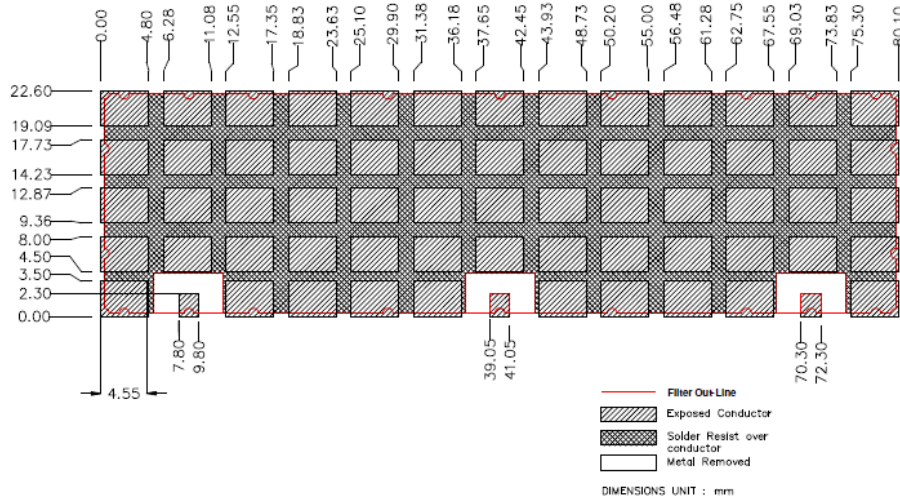 0.00 4.80 6.28 11.08 12.55 17.35 18.83 23.63 25.10 29.90 31.38 36.18 37.65 42.45 43.93 48.73 50.20 55.00 56.48 61.28 62.75 67.55 69.03 73.83 75.30 80.10
22.60
19.09
17.73
14.23
12.87
9.36
8.00
4.50
3.50
2.30
0.00
7.80 9.80 39.05 41.05 70.30 72.30
4.55
Filter Out-Line
Exposed Conductor
Solder Resist over
conductor
Metal Removed
DIMENSIONS UNIT : mm